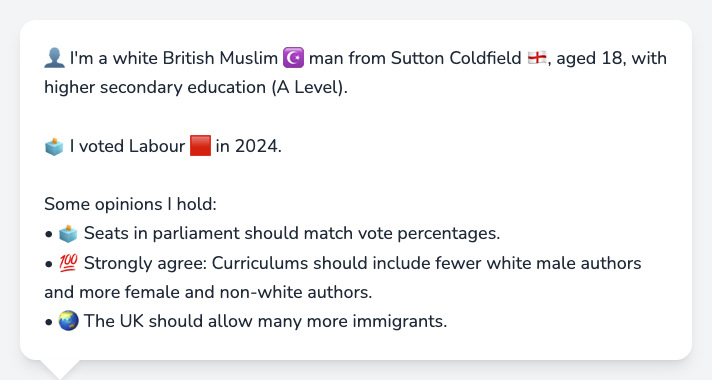 👤 I'm a white British Muslim ☪️ man from Sutton Coldfield 🏴󠁧󠁢󠁥󠁮󠁧󠁿, aged 18, with
higher secondary education (A Level).
🗳️ I voted Labour 🟥 in 2024.
Some opinions I hold:
• 🗳️ Seats in parliament should match vote percentages.
• 💯 Strongly agree: Curriculums should include fewer white male authors
and more female and non-white authors.
• 🌏 The UK should allow many more immigrants.